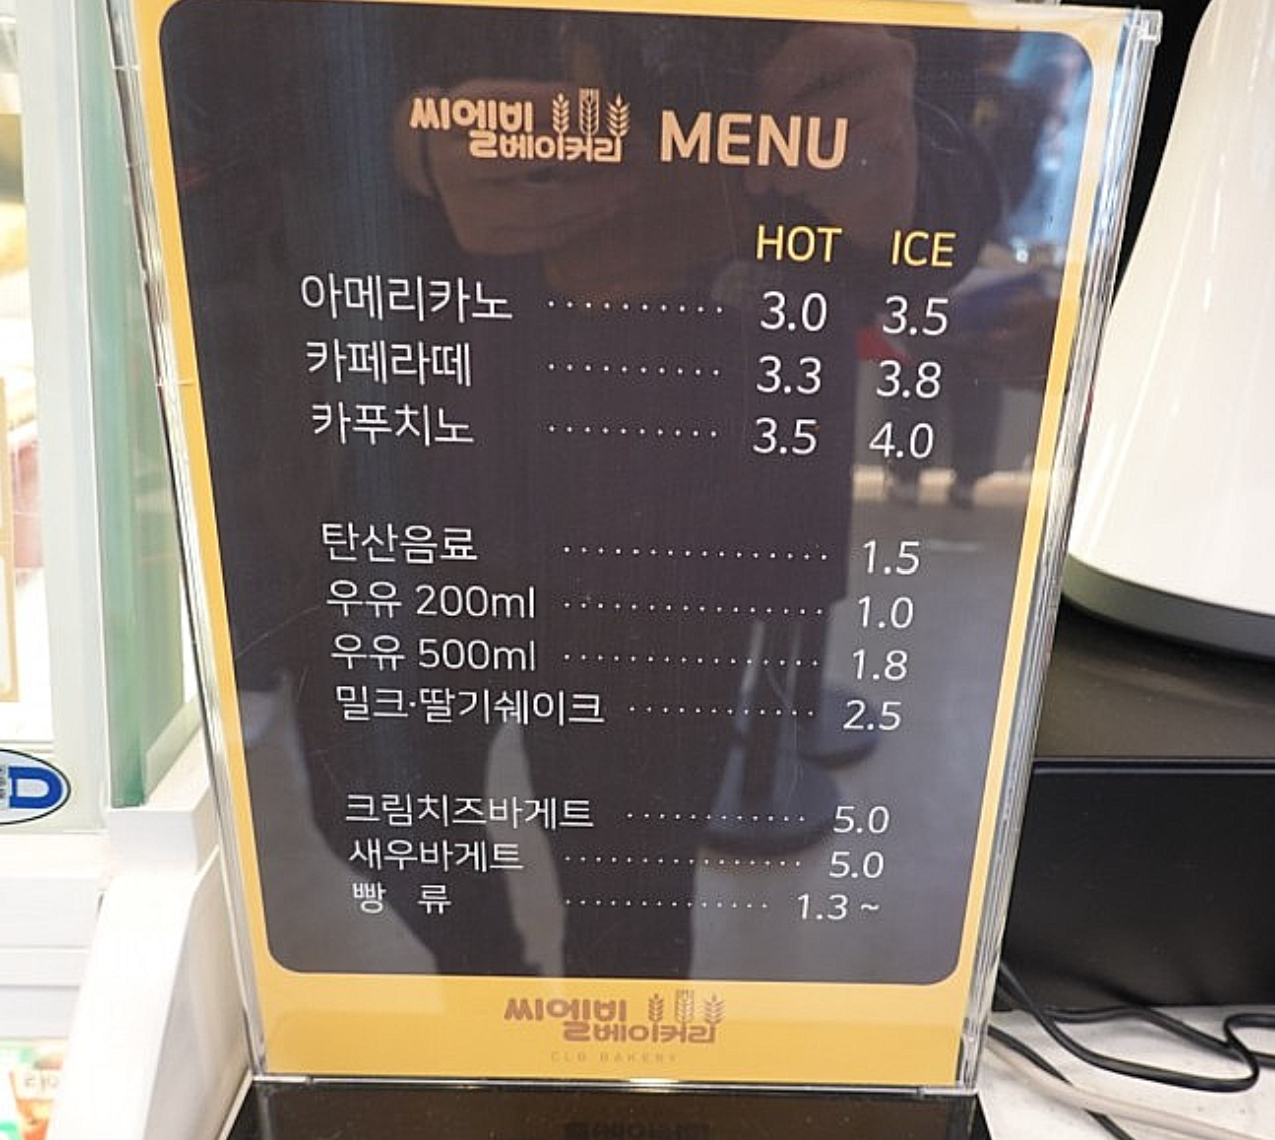 씨엘비 베이커리 MENU
HOT ICE
아메리카노 ·········· 3.0 3.5
카페라떼 ·········· 3.3 3.8
카푸치노 ·········· 3.5 4.0
탄산음료 ················ 1.5
우유 200ml ················ 1.0
우유 500ml ················ 1.8
밀크·딸기쉐이크 ············ 2.5
크림치즈바게트 ············ 5.0
새우바게트 ················ 5.0
빵 류 ·············· 1.3 ~
씨엘비 베이커리
CLB BAKERY